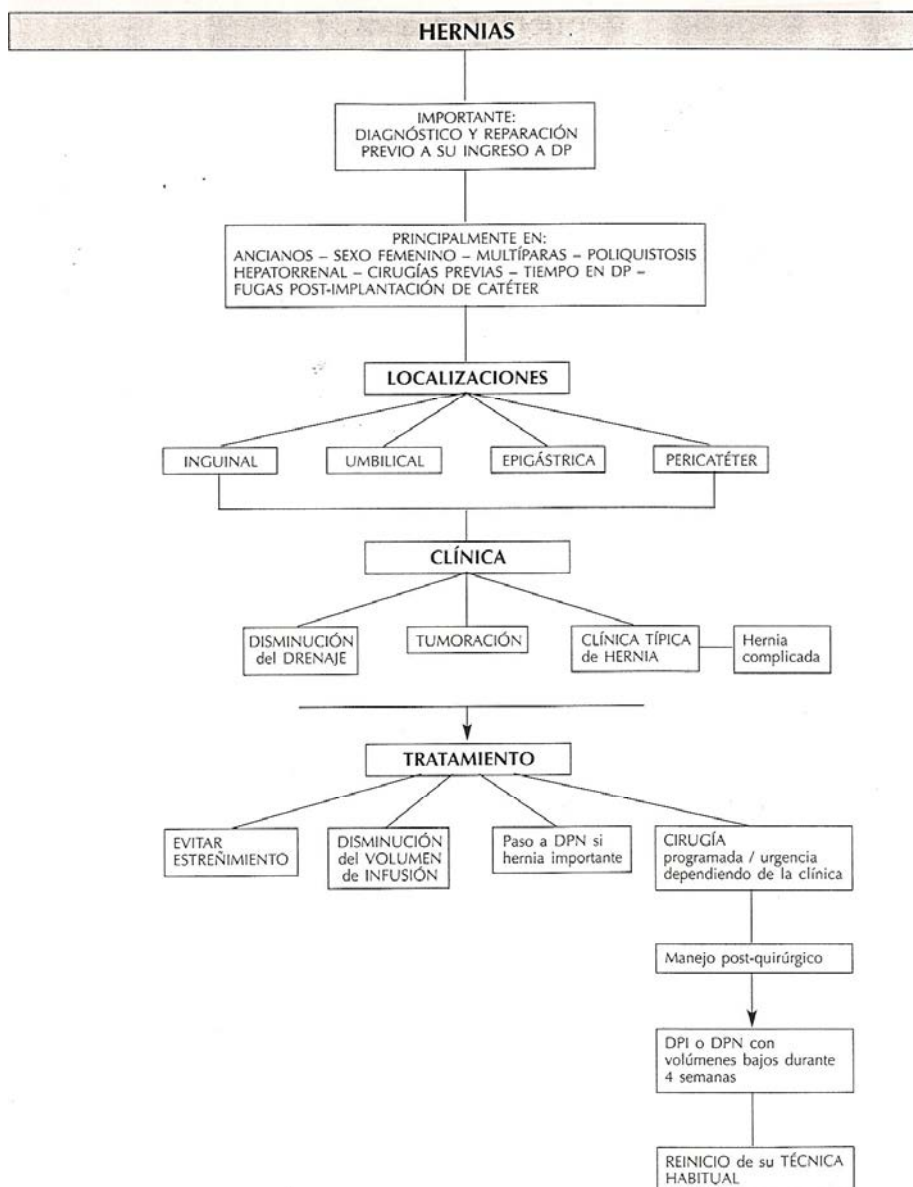 HERNIAS
IMPORTANTE:
DIAGNÓSTICO Y REPARACIÓN
PREVIO A SU INGRESO A DP
PRINCIPALMENTE EN:
ANCIANOS – SEXO FEMENINO – MULTÍPARAS – POLIQUISTOSIS
HEPATORRENAL – CIRUGÍAS PREVIAS – TIEMPO EN DP –
FUGAS POST-IMPLANTACIÓN DE CATÉTER
LOCALIZACIONES
INGUINAL
UMBILICAL
EPIGÁSTRICA
PERICATÉTER
CLÍNICA
DISMINUCIÓN
del DRENAJE
TUMORACIÓN
CLÍNICA TÍPICA
de HERNIA
Hernia
complicada
TRATAMIENTO
EVITAR
ESTREÑIMIENTO
DISMINUCIÓN
del VOLUMEN
de INFUSIÓN
Paso a DPN si
hernia importante
CIRUGÍA
programada / urgencia
dependiendo de la clínica
Manejo post-quirúrgico
DPI o DPN con
volúmenes bajos durante
4 semanas
REINICIO de su TÉCNICA
HABITUAL